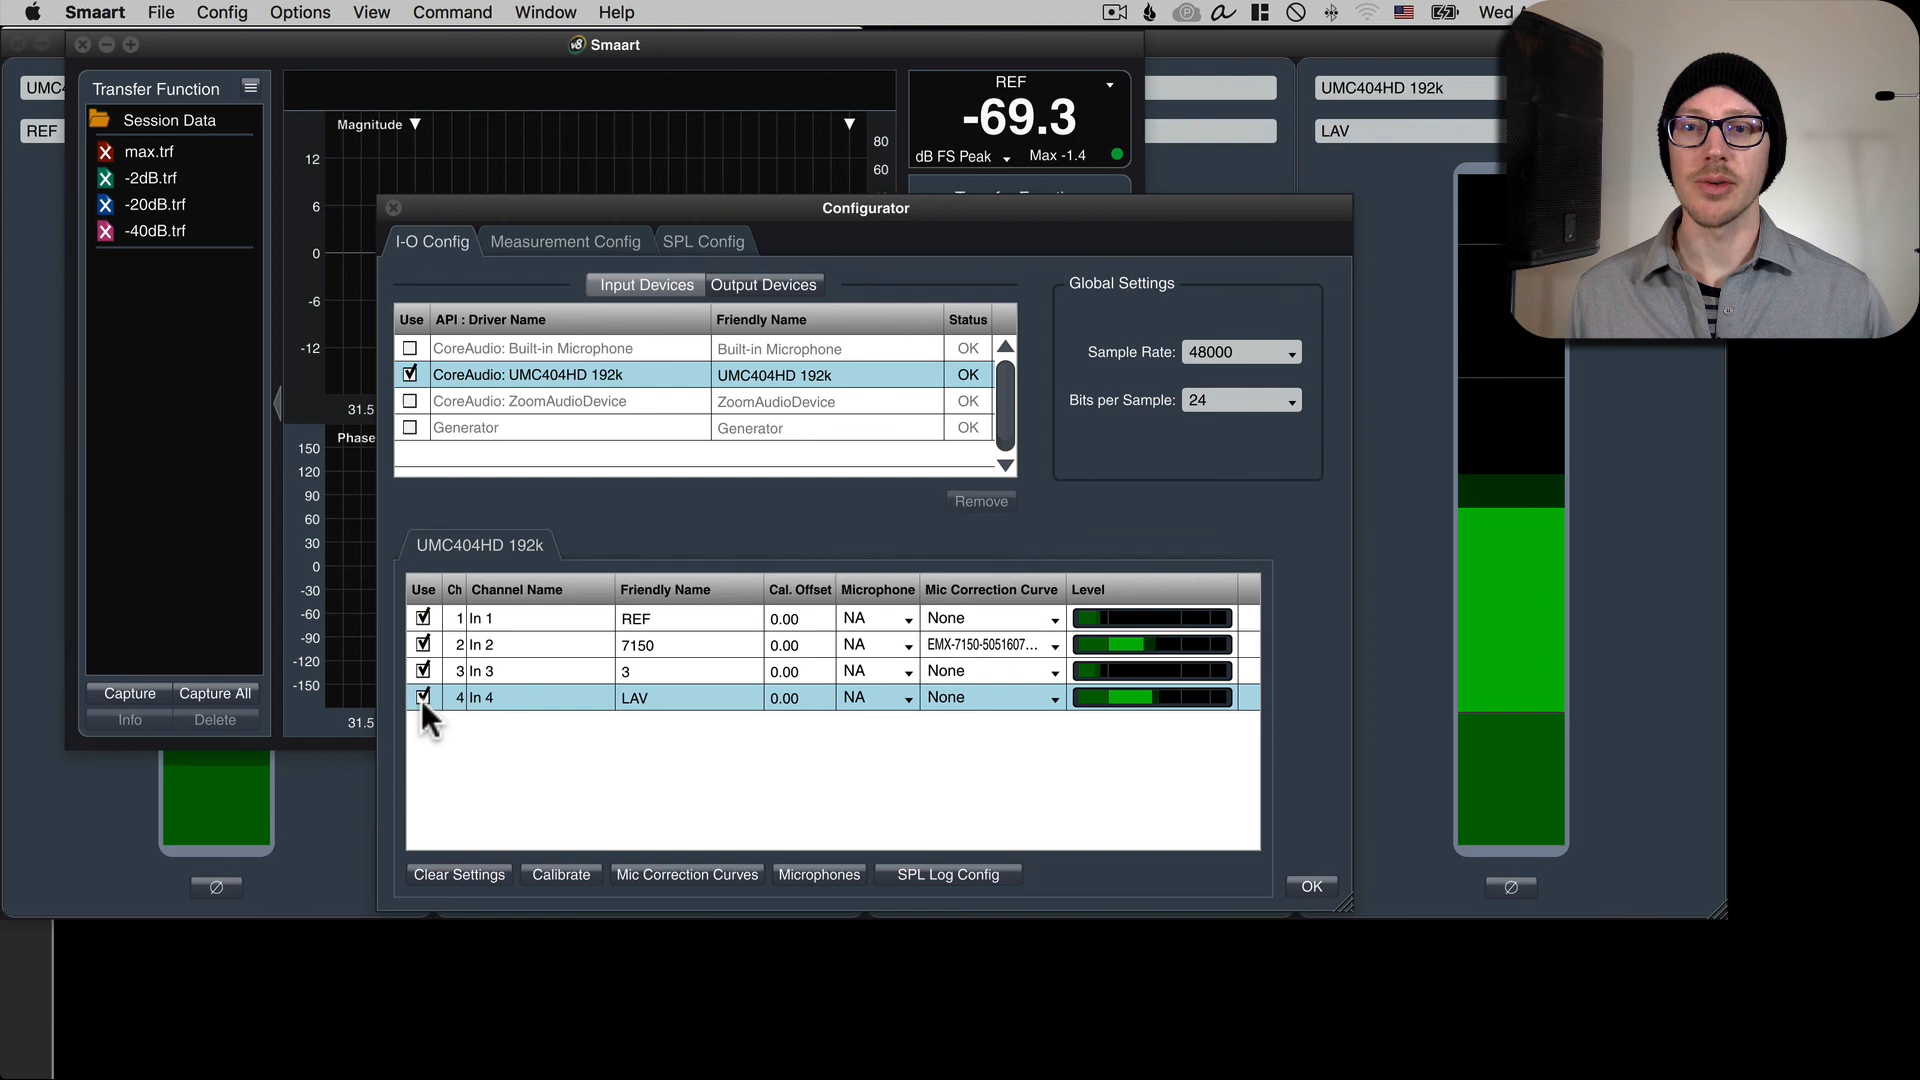 Smaart File Config Options View Command Window Help Wed
Smaart
UMC4
REF
Transfer Function
Session Data
max.trf
-2dB.trf
-20dB.trf
-40dB.trf
Capture Capture All
Info Delete
Magnitude
12
6
0
-6
-12
80
60
31.5
Phase
150
120
90
60
30
0
-30
-60
-90
-120
-150
31.5
REF
-69.3
dB FS Peak Max -1.4
UMC404HD 192k
LAV
Configurator
I-O Config Measurement Config SPL Config
Input Devices Output Devices
Use API : Driver Name Friendly Name Status
CoreAudio: Built-in Microphone Built-in Microphone OK
CoreAudio: UMC404HD 192k UMC404HD 192k OK
CoreAudio: ZoomAudioDevice ZoomAudioDevice OK
Generator Generator OK
Remove
Global Settings
Sample Rate: 48000
Bits per Sample: 24
UMC404HD 192k
Use Ch Channel Name Friendly Name Cal. Offset Microphone Mic Correction Curve Level
1 In 1 REF 0.00 NA None
2 In 2 7150 0.00 NA EMX-7150-5051607...
3 In 3 3 0.00 NA None
4 In 4 LAV 0.00 NA None
Clear Settings Calibrate Mic Correction Curves Microphones SPL Log Config
OK